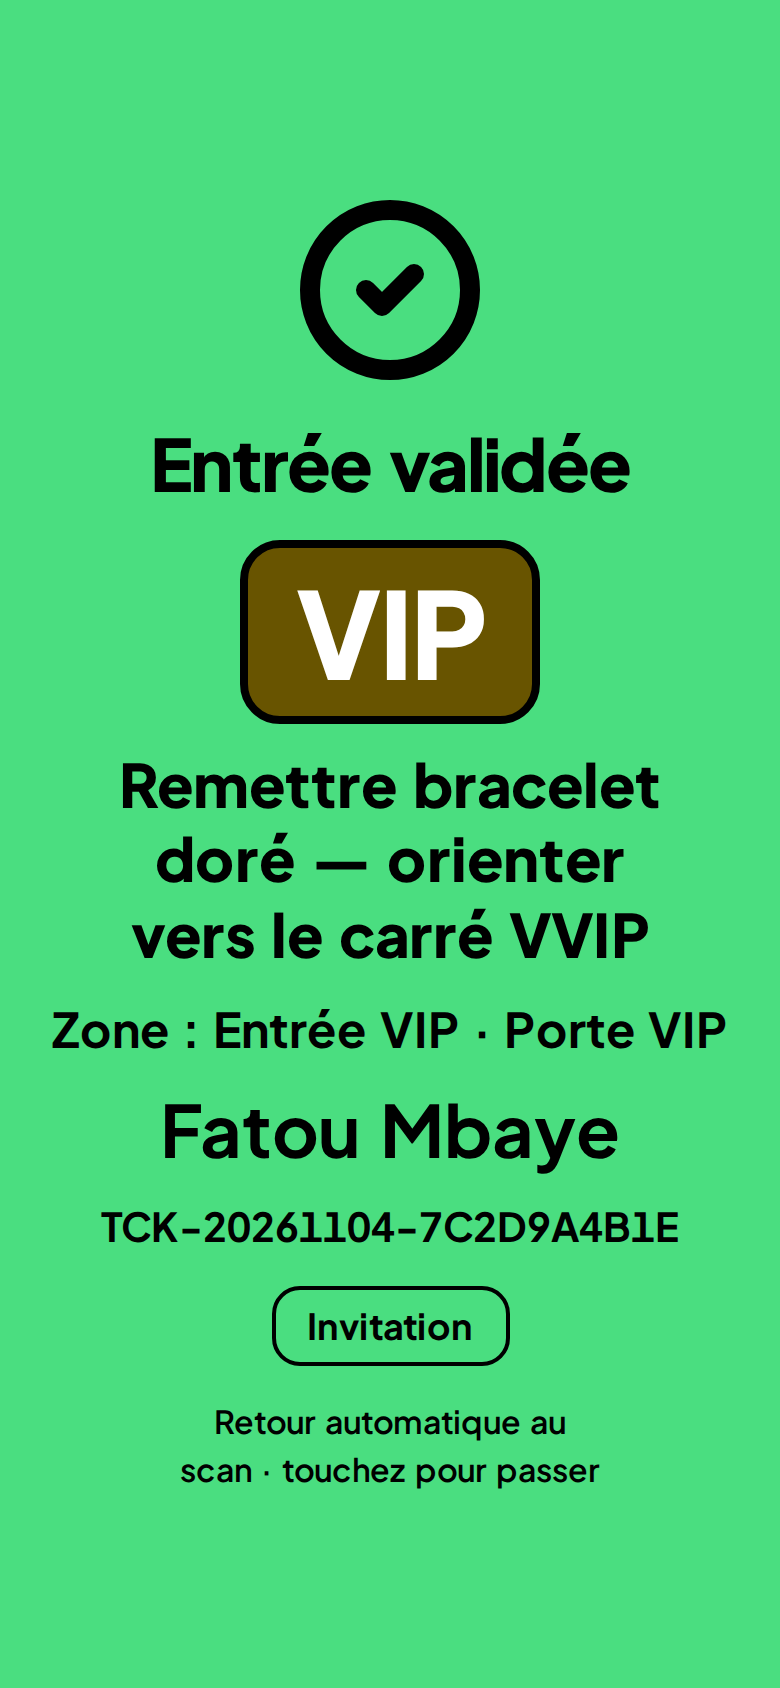 Entrée validée
VIP
Remettre bracelet
doré — orienter
vers le carré VVIP
Zone : Entrée VIP · Porte VIP
Fatou Mbaye
TCK-20261104-7C2D9A4B1E
Invitation
Retour automatique au
scan · touchez pour passer